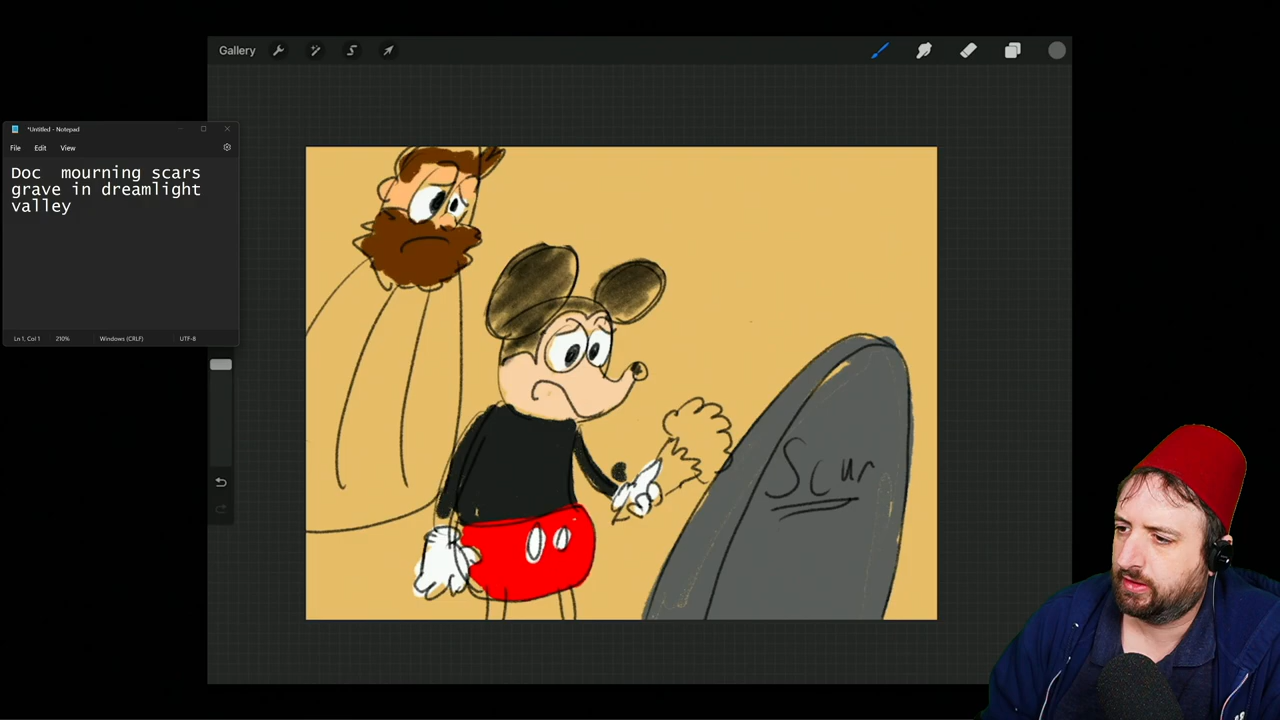 Gallery
*Untitled - Notepad
File Edit View
Doc mourning scars
grave in dreamlight
valley
Ln 1, Col 1 210% Windows (CRLF) UTF-8
Scur